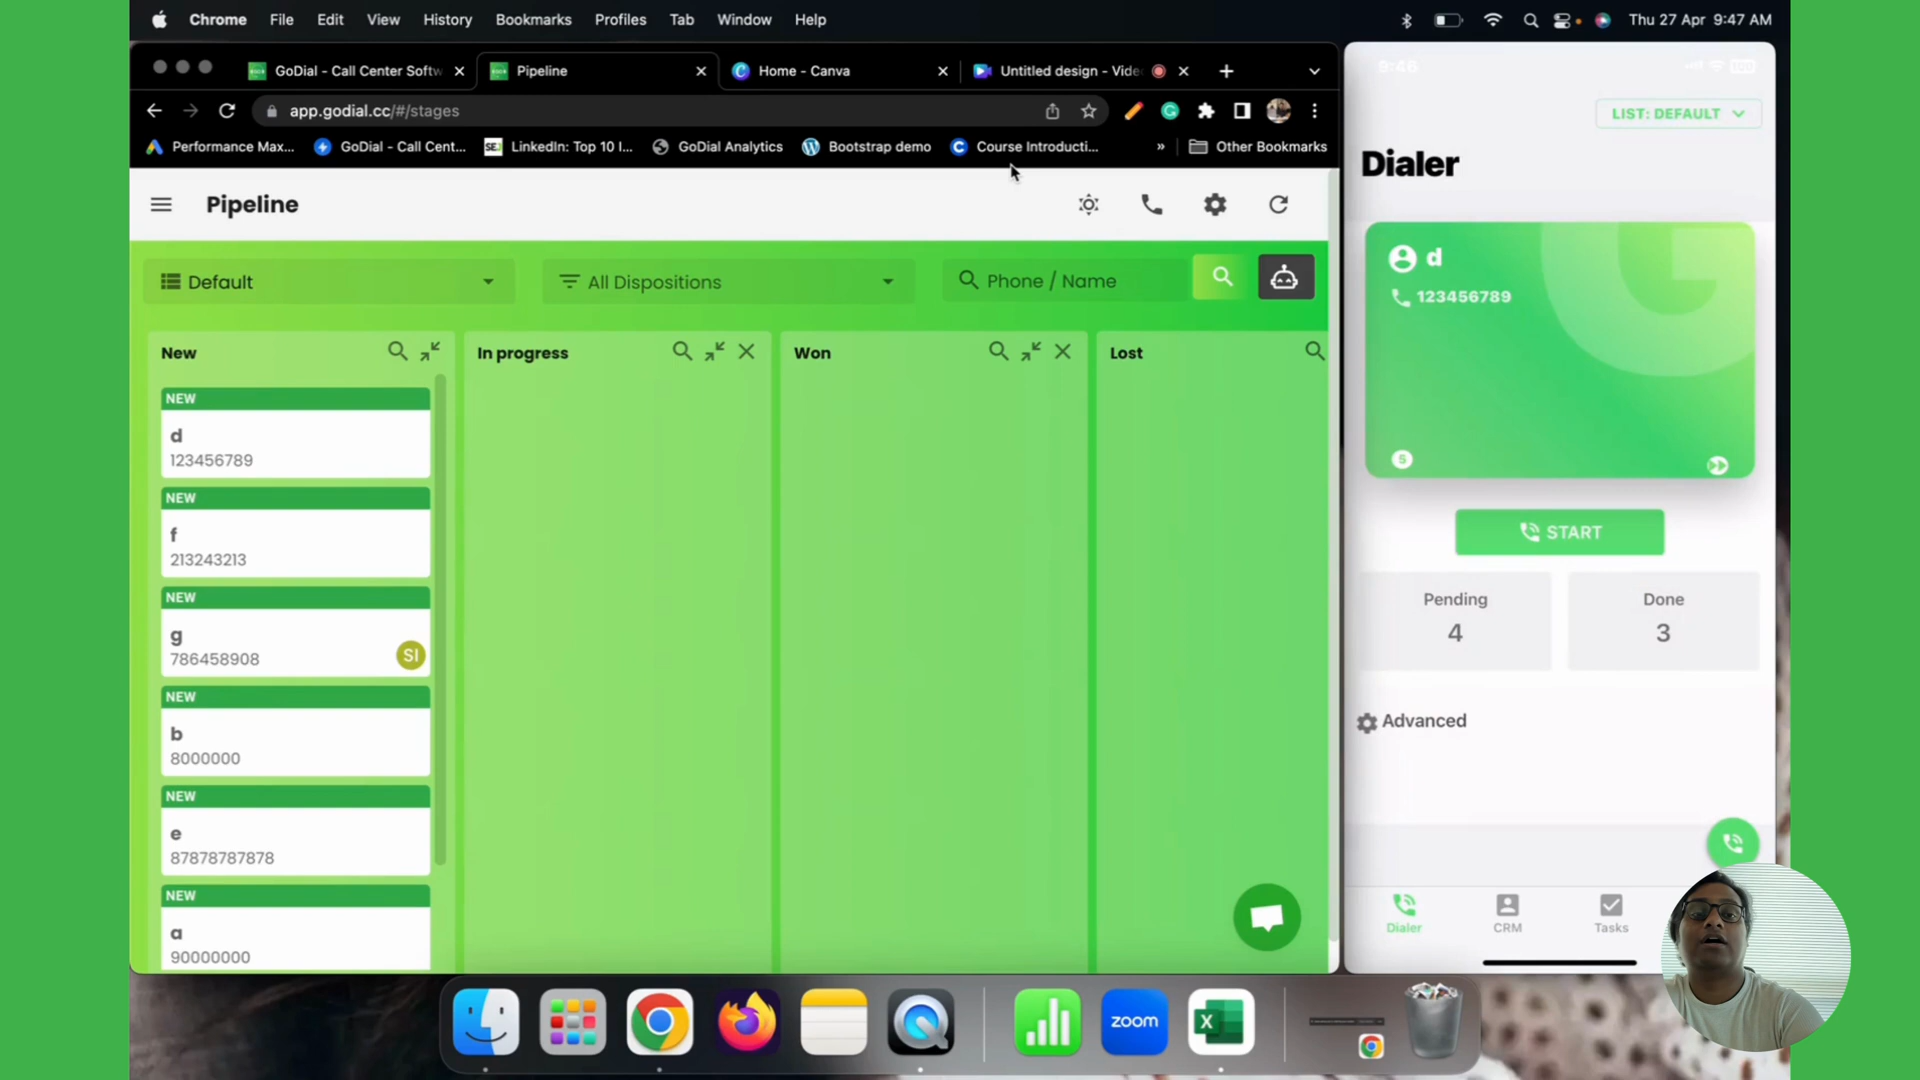 Chrome File Edit View History Bookmarks Profiles Tab Window Help Thu 27 Apr 9:47 AM
GoDial - Call Center Softw
Pipeline
Home - Canva
Untitled design - Vide
app.godial.cc/#/stages
Performance Max...
GoDial - Call Cent...
SEJ
LinkedIn: Top 10 I...
GoDial Analytics
Bootstrap demo
Course Introducti...
»
Other Bookmarks
Pipeline
Default
All Dispositions
Phone / Name
New
In progress
Won
Lost
NEW
d
123456789
NEW
f
213243213
NEW
g
786458908
SI
NEW
b
8000000
NEW
e
87878787878
NEW
a
90000000
9:46
LIST: DEFAULT
Dialer
d
123456789
5
START
Pending
4
Done
3
Advanced
Dialer
CRM
Tasks
zoom
X